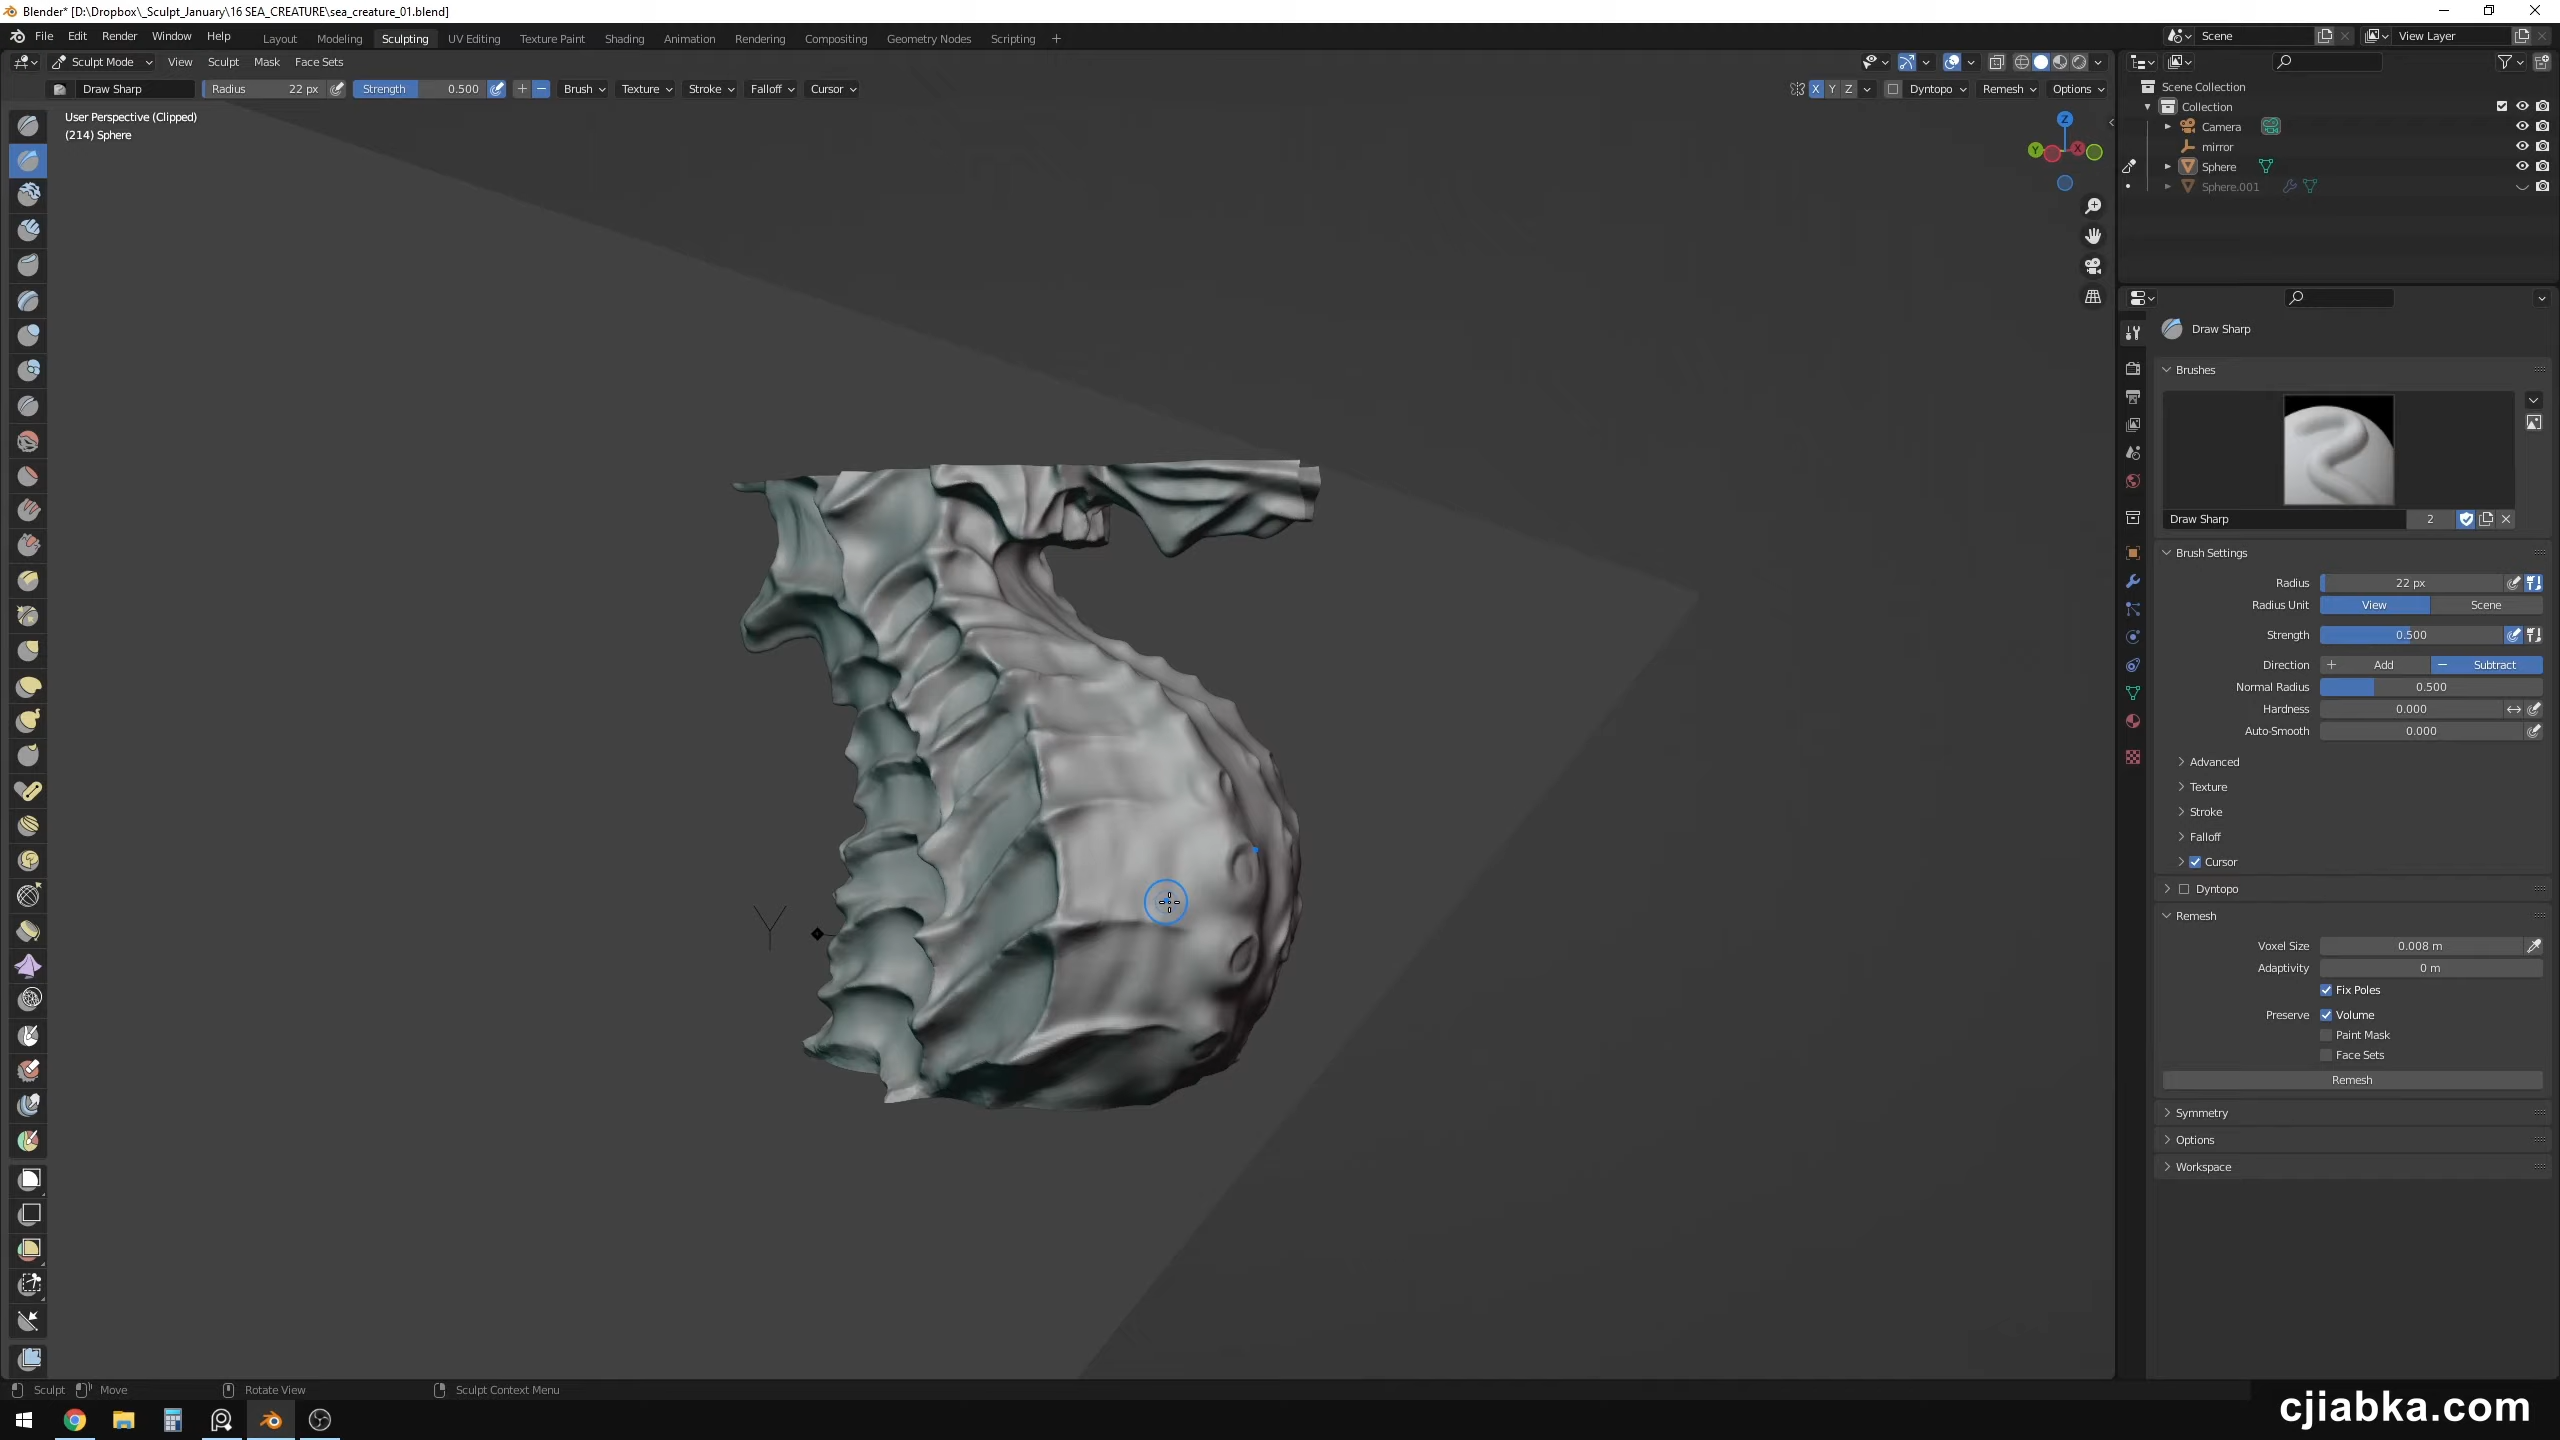 Blender* [D:\Dropbox\_Sculpt_January\16 SEA_CREATURE\sea_creature_01.blend]
File Edit Render Window Help Layout Modeling Sculpting UV Editing Texture Paint Shading Animation Rendering Compositing Geometry Nodes Scripting + Scene View Layer
Sculpt Mode View Sculpt Mask Face Sets
Draw Sharp Radius 22 px Strength 0.500 + − Brush Texture Stroke Falloff Cursor X Y Z Dyntopo Remesh Options
User Perspective (Clipped)
(214) Sphere
Z
Y X
Y
Scene Collection
Collection
Camera
mirror
Sphere
Sphere.001
Draw Sharp
Brushes
Draw Sharp 2
Brush Settings
Radius 22 px
Radius Unit View Scene
Strength 0.500
Direction + Add − Subtract
Normal Radius 0.500
Hardness 0.000
Auto-Smooth 0.000
Advanced
Texture
Stroke
Falloff
Cursor
Dyntopo
Remesh
Voxel Size 0.008 m
Adaptivity 0 m
Fix Poles
Preserve Volume
Paint Mask
Face Sets
Remesh
Symmetry
Options
Workspace
Sculpt Move Rotate View Sculpt Context Menu
cjiabka.com